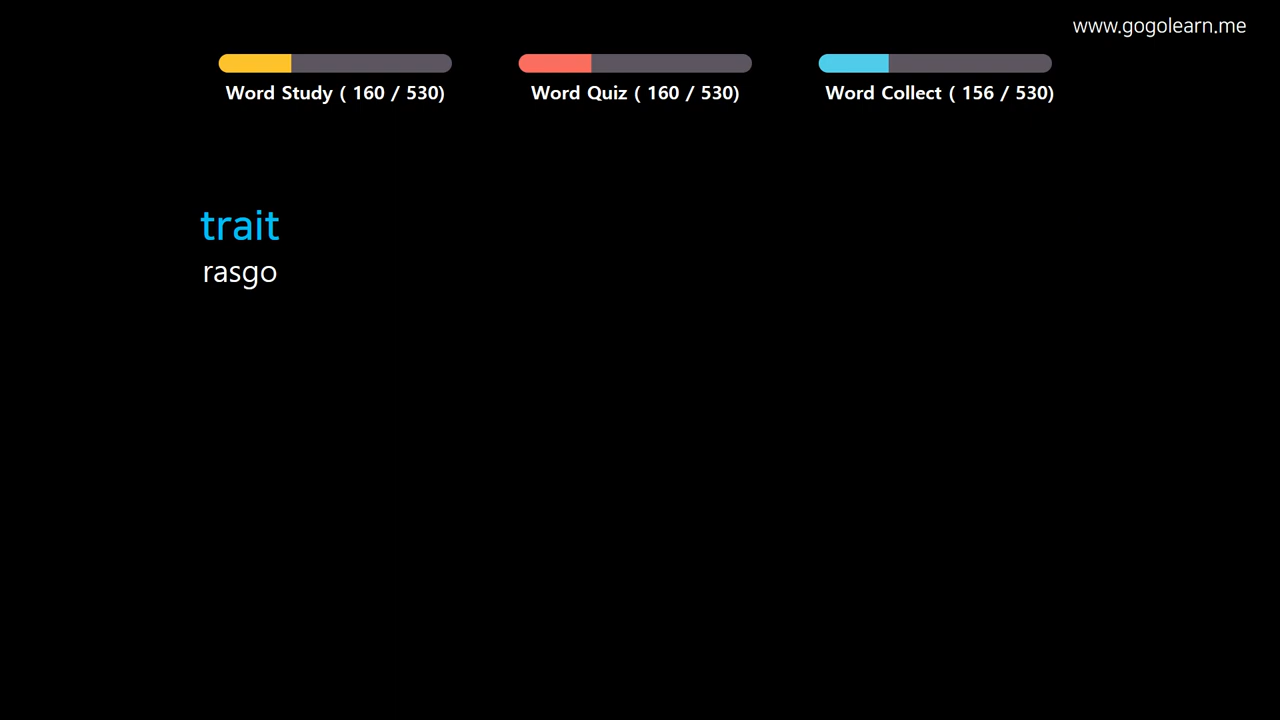 www.gogolearn.me
Word Study ( 160 / 530)
Word Quiz ( 160 / 530)
Word Collect ( 156 / 530)
trait
rasgo